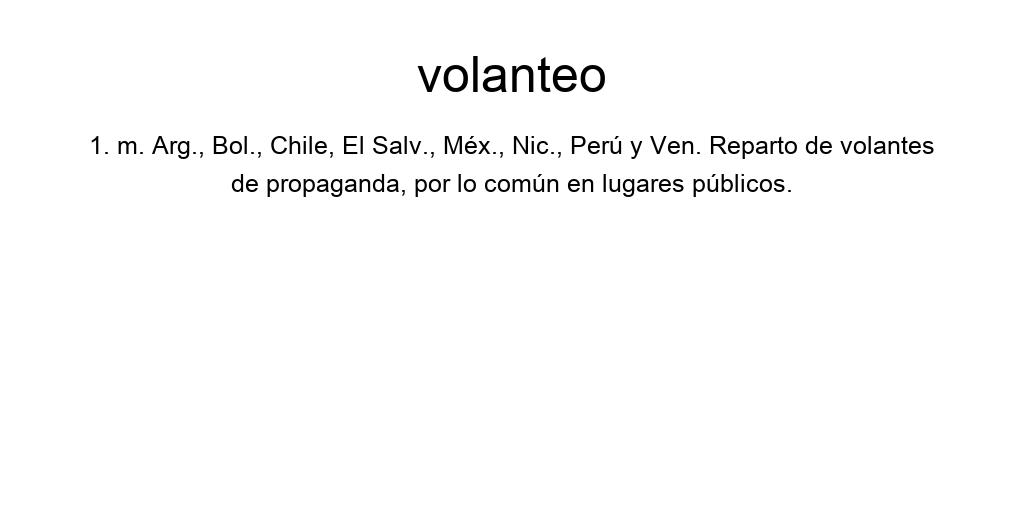 volanteo
1. m. Arg., Bol., Chile, El Salv., Méx., Nic., Perú y Ven. Reparto de volantes
de propaganda, por lo común en lugares públicos.